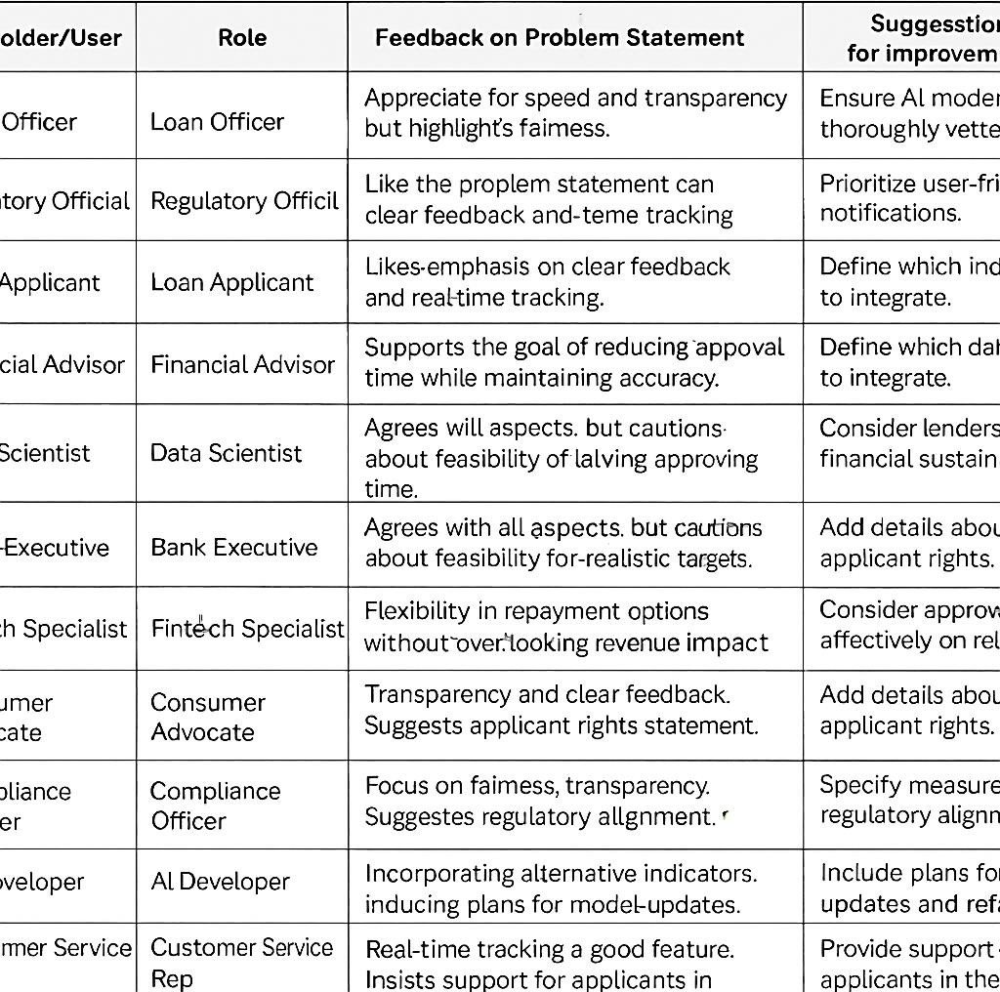 older/User
Role
Feedback on Problem Statement
Suggesstion
for improvem
Officer
Loan Officer
Appreciate for speed and transparency
but highlight's faimess.
Ensure AI moder
thoroughly vette
tory Official
Regulatory Officil
Like the proplem statement can
clear feedback and-teme tracking
Prioritize user-fri
notifications.
Applicant
Loan Applicant
Likes-emphasis on clear feedback
and real-time tracking.
Define which ind
to integrate.
cial Advisor
Financial Advisor
Supports the goal of reducing appoval
time while maintaining accuracy.
Define which dat
to integrate.
Scientist
Data Scientist
Agrees will aspects. but cautions.
about feasibility of lalving approving
time.
Consider lenders
financial sustain
-Executive
Bank Executive
Agrees with all aspects. but cautions
about feasibility for-realistic targets.
Add details abou
applicant rights.
h Specialist
Fintech Specialist
Flexibility in repayment options
without over.looking revenue impact
Consider approw
affectively on rel
umer
cate
Consumer
Advocate
Transparency and clear feedback.
Suggests applicant rights statement.
Add details abou
applicant rights.
pliance
er
Compliance
Officer
Focus on faimess, transparency.
Suggestes regulatory allgnment.
Specify measure
regulatory alignn
oveloper
AI Developer
Incorporating alternative indicators.
inducing plans for model-updates.
Include plans for
updates and refa
mer Service
Customer Service
Rep
Real-time tracking a good feature.
Insists support for applicants in
Provide support
applicants in the